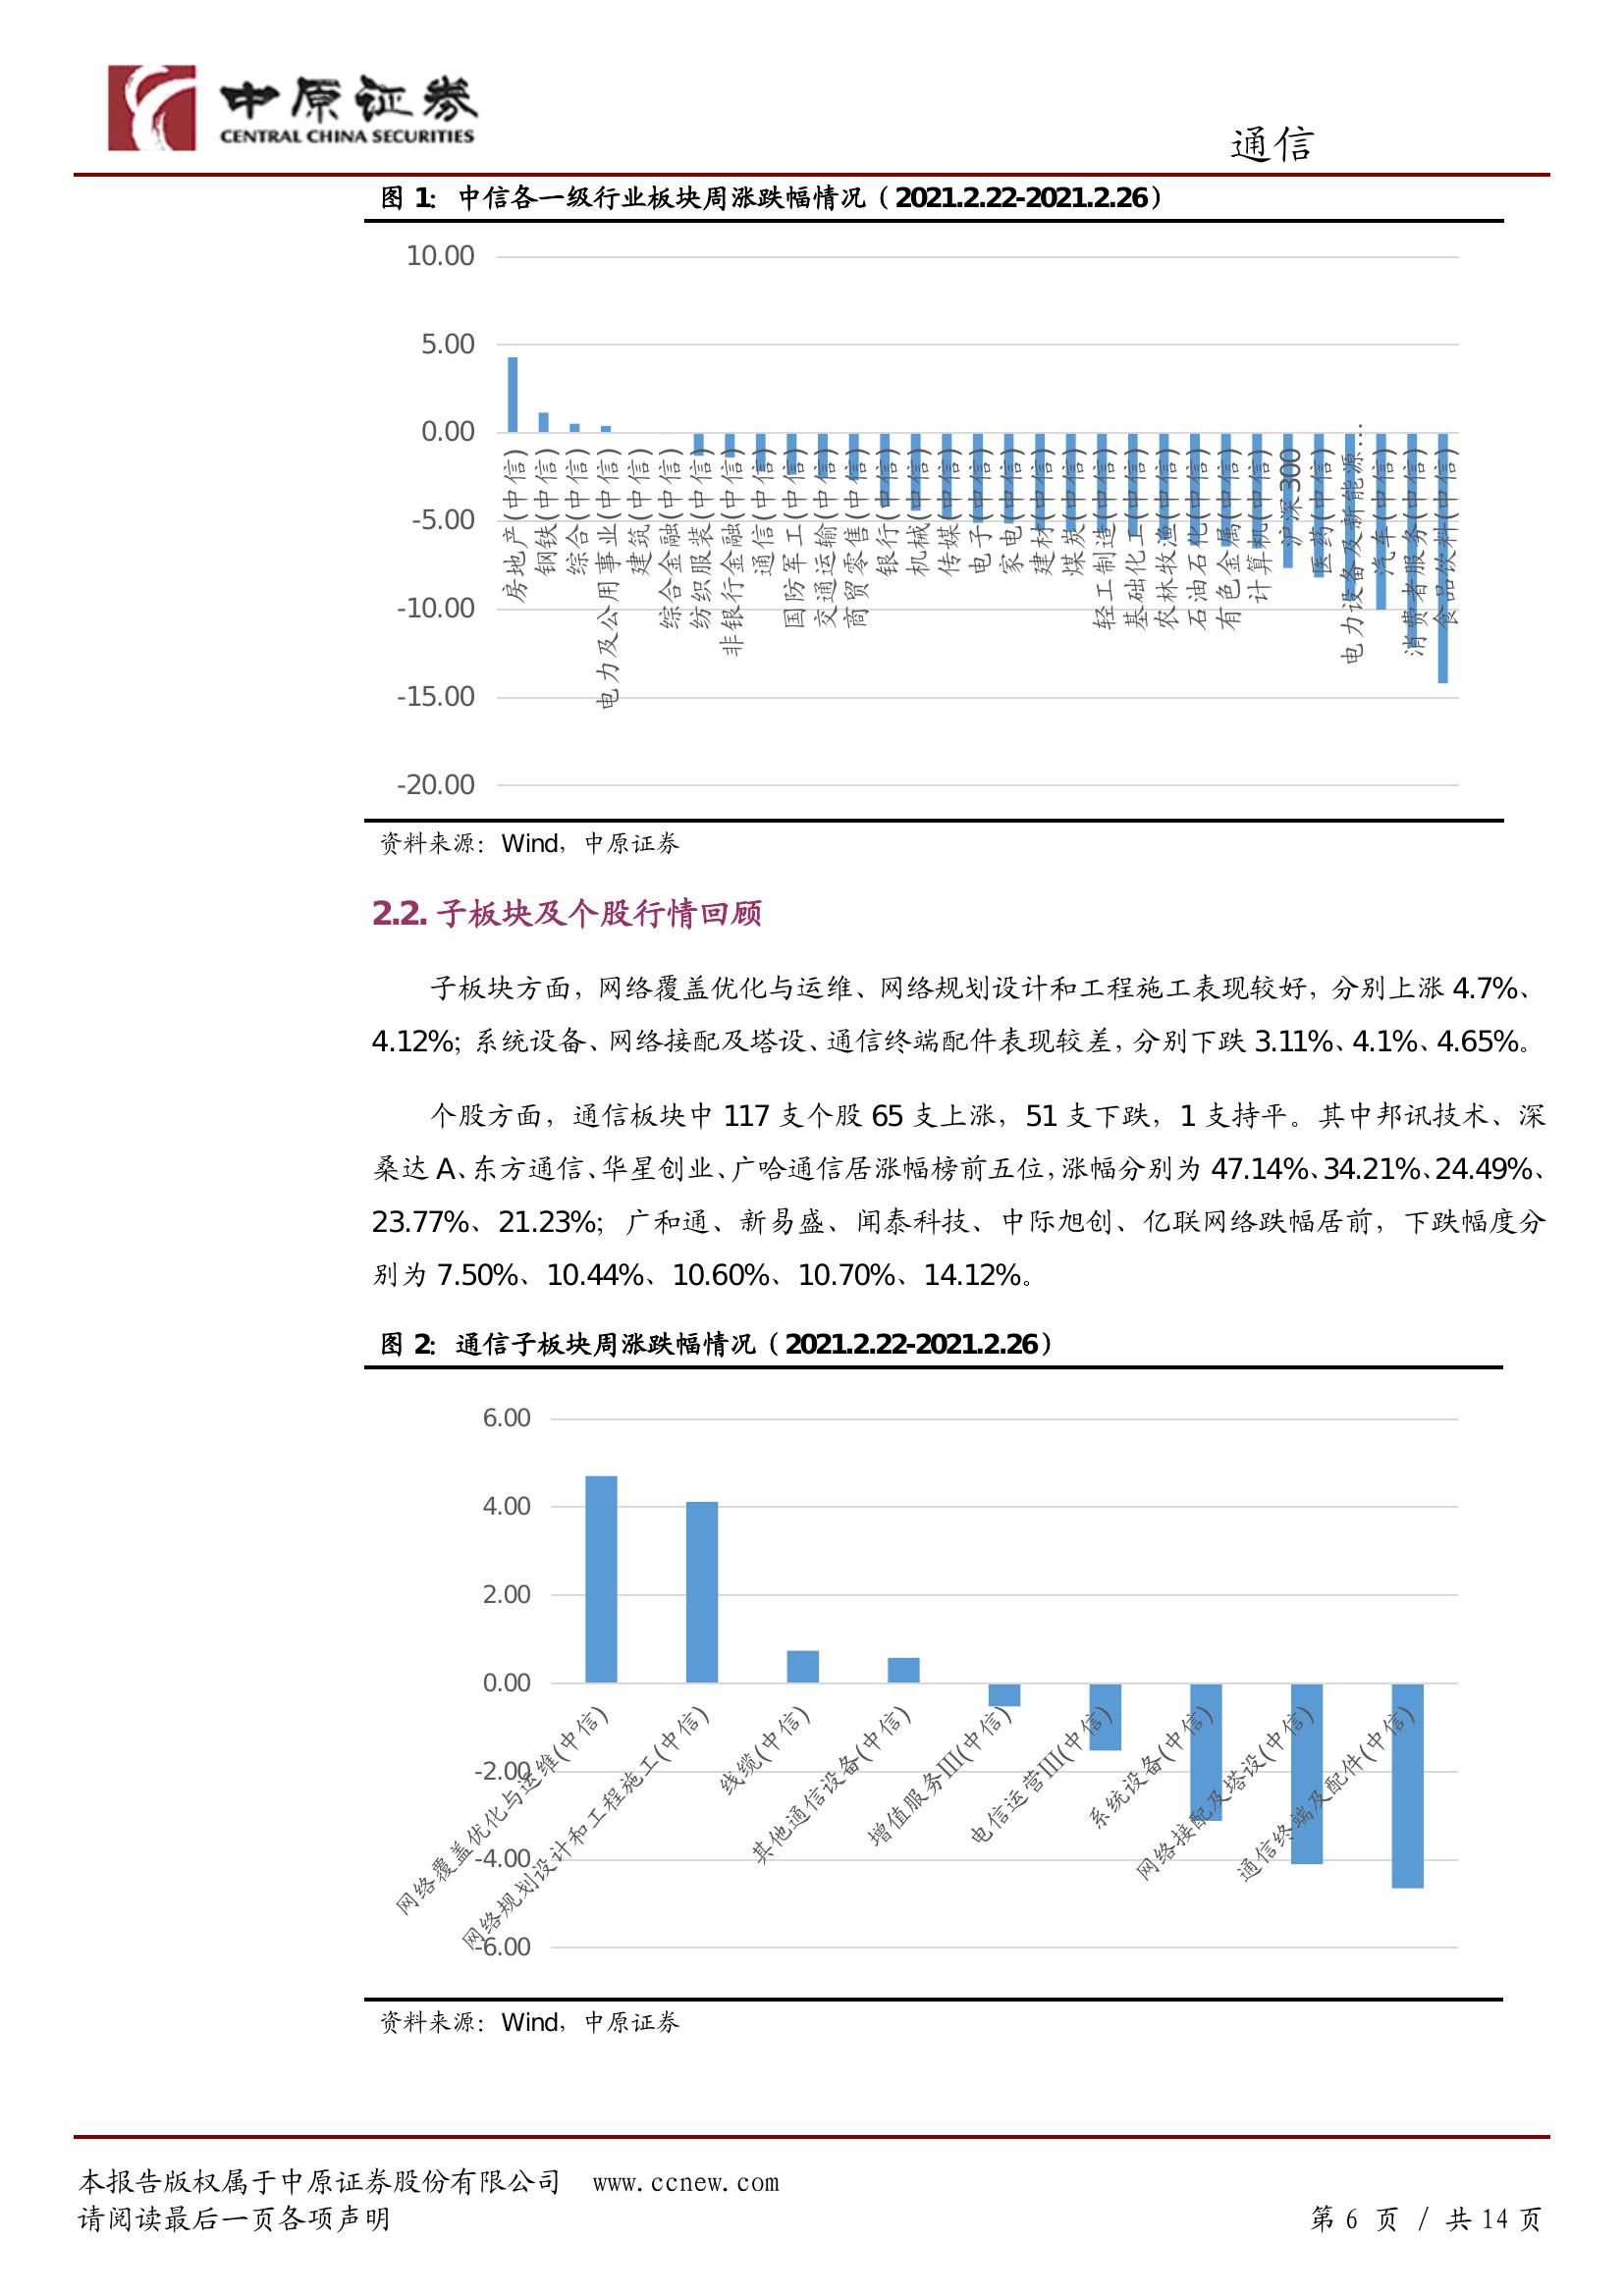 中原证券
CENTRAL CHINA SECURITIES
通信
图 1：中信各一级行业板块周涨跌幅情况（2021.2.22-2021.2.26）
10.00
5.00
0.00
-5.00
-10.00
-15.00
-20.00
房地产(中信)
钢铁(中信)
综合(中信)
电力及公用事业(中信)
建筑(中信)
综合金融(中信)
纺织服装(中信)
非银行金融(中信)
通信(中信)
国防军工(中信)
交通运输(中信)
商贸零售(中信)
银行(中信)
机械(中信)
传媒(中信)
电子(中信)
家电(中信)
建材(中信)
煤炭(中信)
轻工制造(中信)
基础化工(中信)
农林牧渔(中信)
石油石化(中信)
有色金属(中信)
计算机(中信)
沪深300
医药(中信)
电力设备及新能源…
汽车(中信)
消费者服务(中信)
食品饮料(中信)
资料来源：Wind，中原证券
2.2. 子板块及个股行情回顾
子板块方面，网络覆盖优化与运维、网络规划设计和工程施工表现较好，分别上涨 4.7%、
4.12%；系统设备、网络接配及塔设、通信终端配件表现较差，分别下跌 3.11%、4.1%、4.65%。
个股方面，通信板块中 117 支个股 65 支上涨，51 支下跌，1 支持平。其中邦讯技术、深
桑达 A、东方通信、华星创业、广哈通信居涨幅榜前五位，涨幅分别为 47.14%、34.21%、24.49%、
23.77%、21.23%；广和通、新易盛、闻泰科技、中际旭创、亿联网络跌幅居前，下跌幅度分
别为 7.50%、10.44%、10.60%、10.70%、14.12%。
图 2：通信子板块周涨跌幅情况（2021.2.22-2021.2.26）
6.00
4.00
2.00
0.00
-2.00
-4.00
-6.00
网络覆盖优化与运维(中信)
网络规划设计和工程施工(中信)
线缆(中信)
其他通信设备(中信)
增值服务III(中信)
电信运营III(中信)
系统设备(中信)
网络接配及塔设(中信)
通信终端及配件(中信)
资料来源：Wind，中原证券
本报告版权属于中原证券股份有限公司 www.ccnew.com
请阅读最后一页各项声明
第 6 页 / 共 14 页